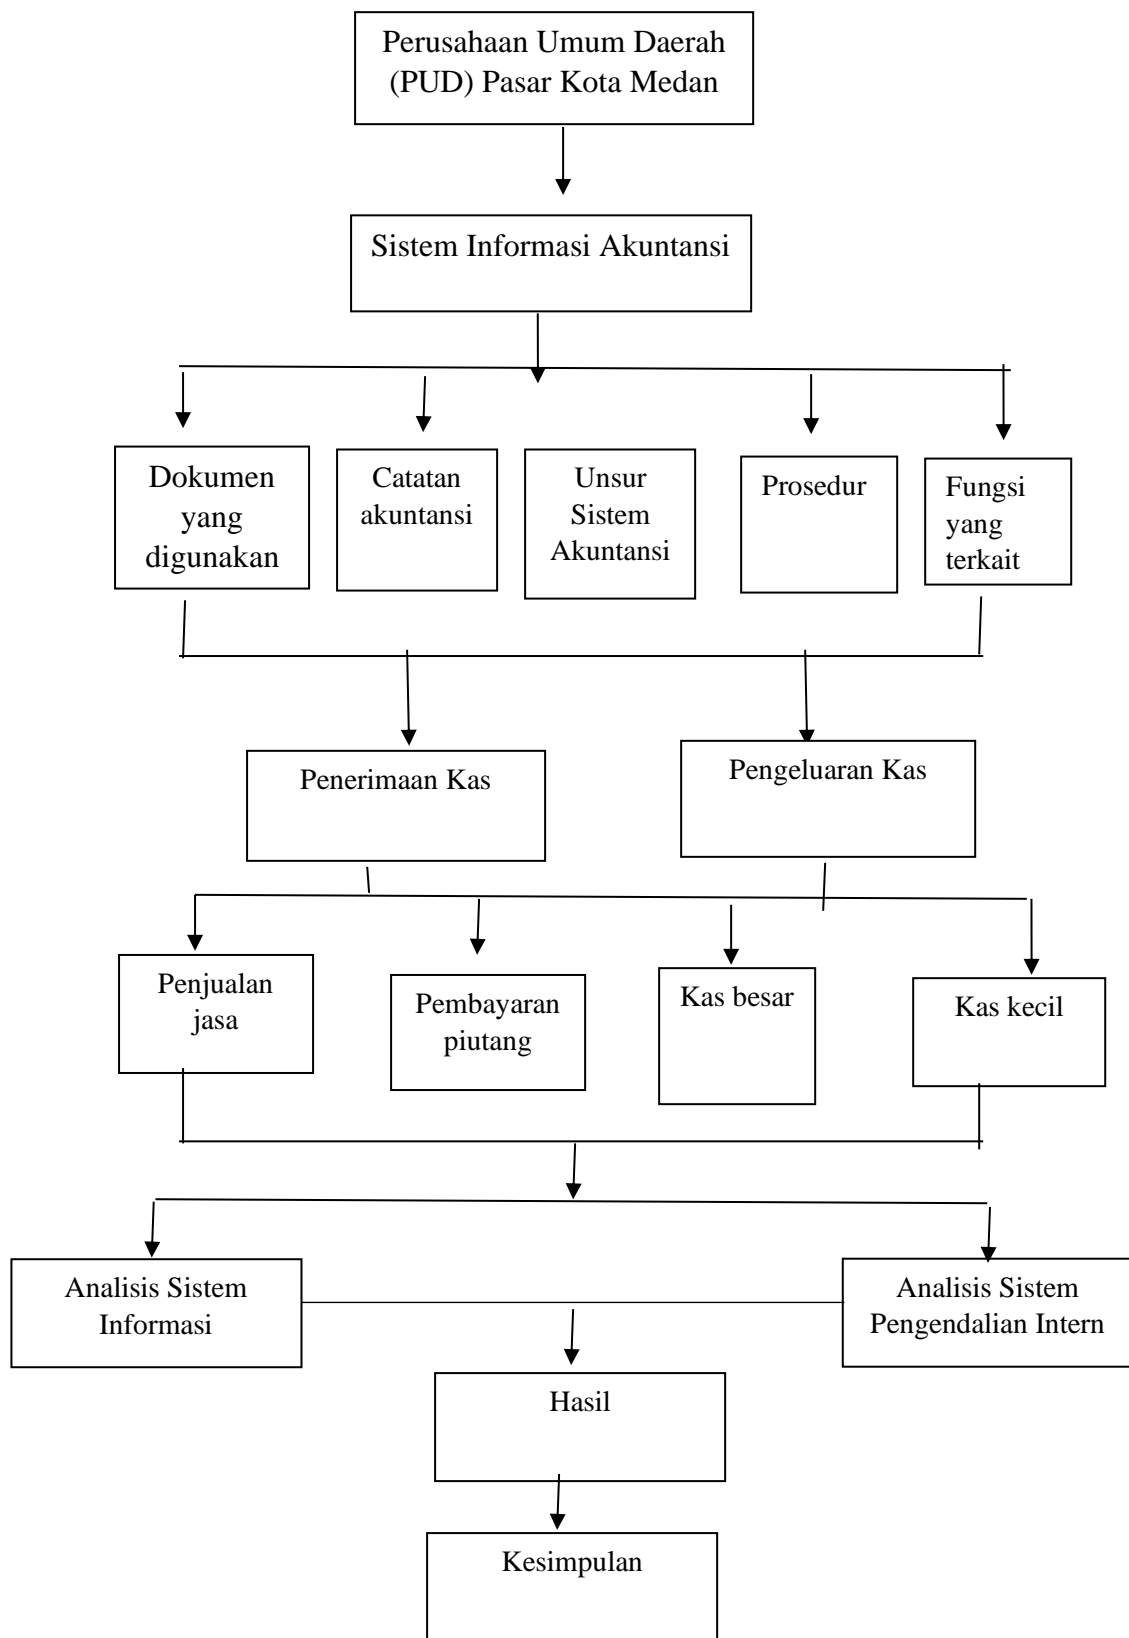 Perusahaan Umum Daerah
(PUD) Pasar Kota Medan
Sistem Informasi Akuntansi
Dokumen
yang
digunakan
Catatan
akuntansi
Unsur
Sistem
Akuntansi
Prosedur
Fungsi
yang
terkait
Penerimaan Kas
Pengeluaran Kas
Penjualan
jasa
Pembayaran
piutang
Kas besar
Kas kecil
Analisis Sistem
Informasi
Analisis Sistem
Pengendalian Intern
Hasil
Kesimpulan